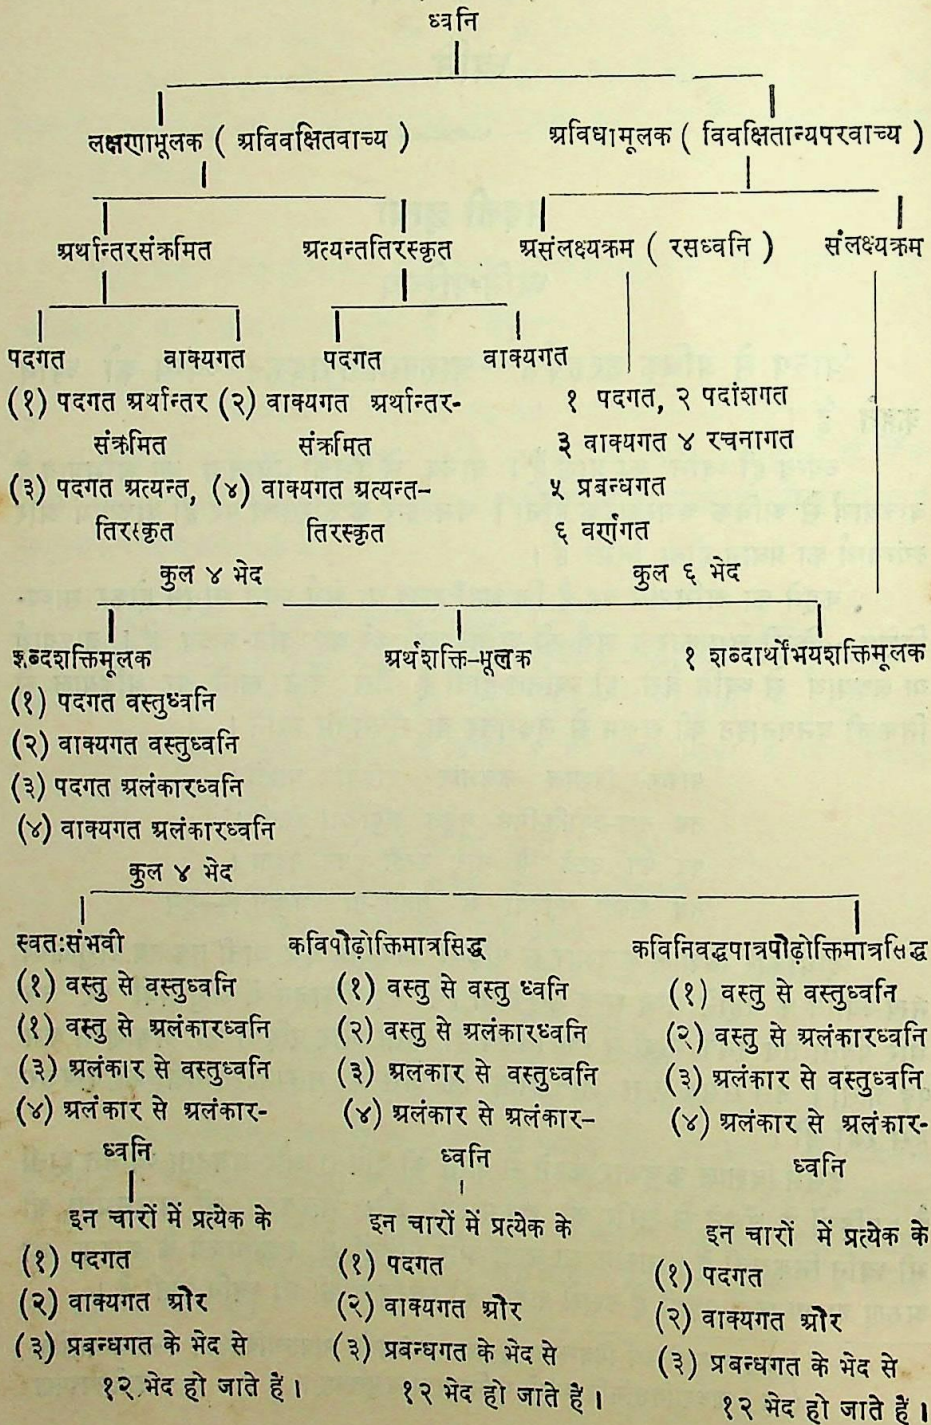 ध्वनि
लक्षणामूलक ( अविवक्षितवाच्य ) अविधामूलक ( विवक्षितान्यपरवाच्य )
अर्थान्तरसंक्रमित अत्यन्ततिरस्कृत असंलक्ष्यक्रम ( रसध्वनि ) संलक्ष्यक्रम
पदगत वाक्यगत पदगत वाक्यगत
(१) पदगत अर्थान्तर (२) वाक्यगत अर्थान्तर- १ पदगत, २ पदांशगत
संक्रमित संक्रमित ३ वाक्यगत ४ रचनागत
(३) पदगत अत्यन्त, (४) वाक्यगत अत्यन्त- ५ प्रबन्धगत
तिरस्कृत तिरस्कृत ६ वर्णगत
कुल ४ भेद कुल ६ भेद
शब्दशक्तिमूलक अर्थशक्ति-मूलक १ शब्दार्थोभयशक्तिमूलक
(१) पदगत वस्तुध्वनि
(२) वाक्यगत वस्तुध्वनि
(३) पदगत अलंकारध्वनि
(४) वाक्यगत अलंकारध्वनि
कुल ४ भेद
स्वतःसंभवी कविप्रौढ़ोक्तिमात्रसिद्ध कविनिवद्धपात्रप्रौढ़ोक्तिमात्रसिद्ध
(१) वस्तु से वस्तुध्वनि (१) वस्तु से वस्तु ध्वनि (१) वस्तु से वस्तुध्वनि
(१) वस्तु से अलंकारध्वनि (२) वस्तु से अलंकारध्वनि (२) वस्तु से अलंकारध्वनि
(३) अलंकार से वस्तुध्वनि (३) अलकार से वस्तुध्वनि (३) अलंकार से वस्तुध्वनि
(४) अलंकार से अलंकार- (४) अलंकार से अलंकार- (४) अलंकार से अलंकार-
ध्वनि ध्वनि ध्वनि
इन चारों में प्रत्येक के इन चारों में प्रत्येक के इन चारों में प्रत्येक के
(१) पदगत (१) पदगत (१) पदगत
(२) वाक्यगत और (२) वाक्यगत और (२) वाक्यगत और
(३) प्रबन्धगत के भेद से (३) प्रबन्धगत के भेद से (३) प्रबन्धगत के भेद से
१२ भेद हो जाते हैं। १२ भेद हो जाते हैं। १२ भेद हो जाते हैं।